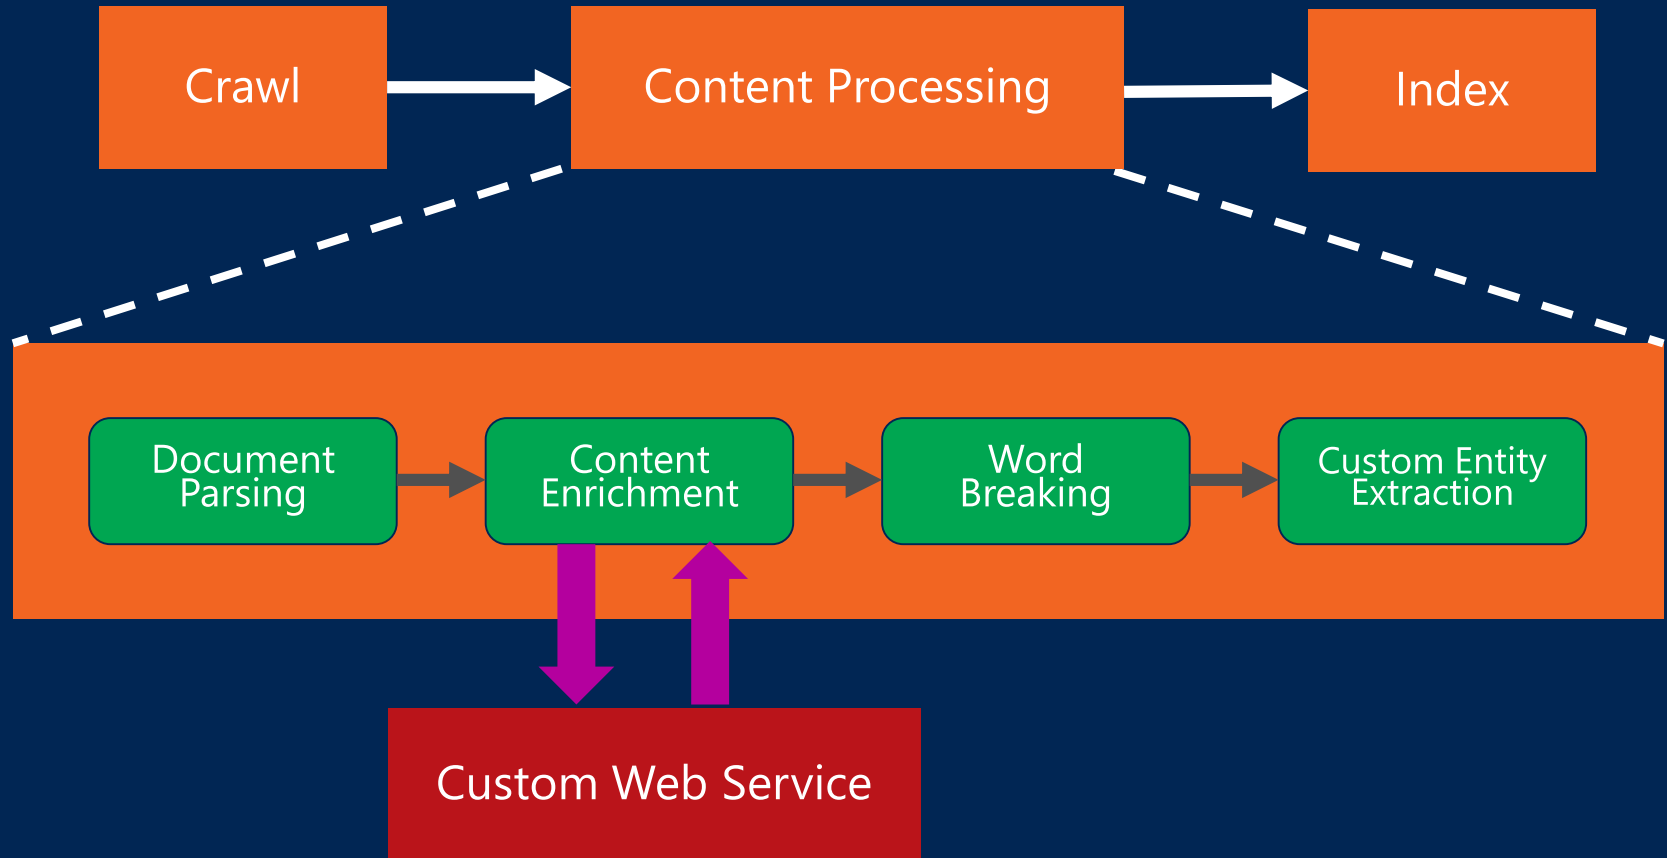 Crawl
Content Processing
Index
Document
Parsing
Content
Enrichment
Word
Breaking
Custom Entity
Extraction
Custom Web Service